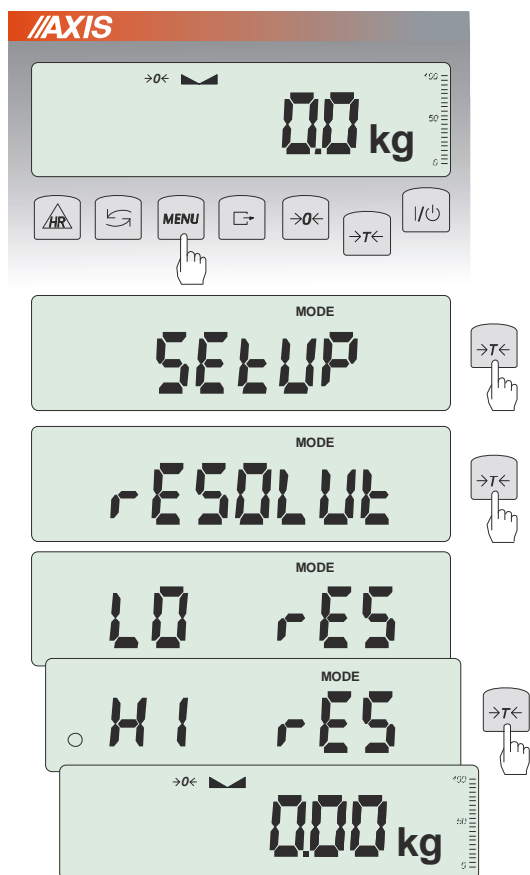 //AXIS
→0← 100
50
0.0 kg
0
HR MENU →0← →T← I/⏻
MODE
SEtUP
→T←
MODE
rESOLUt
→T←
MODE
LO rES
MODE
HI rES
→T←
→0← 100
50
0.00 kg
0